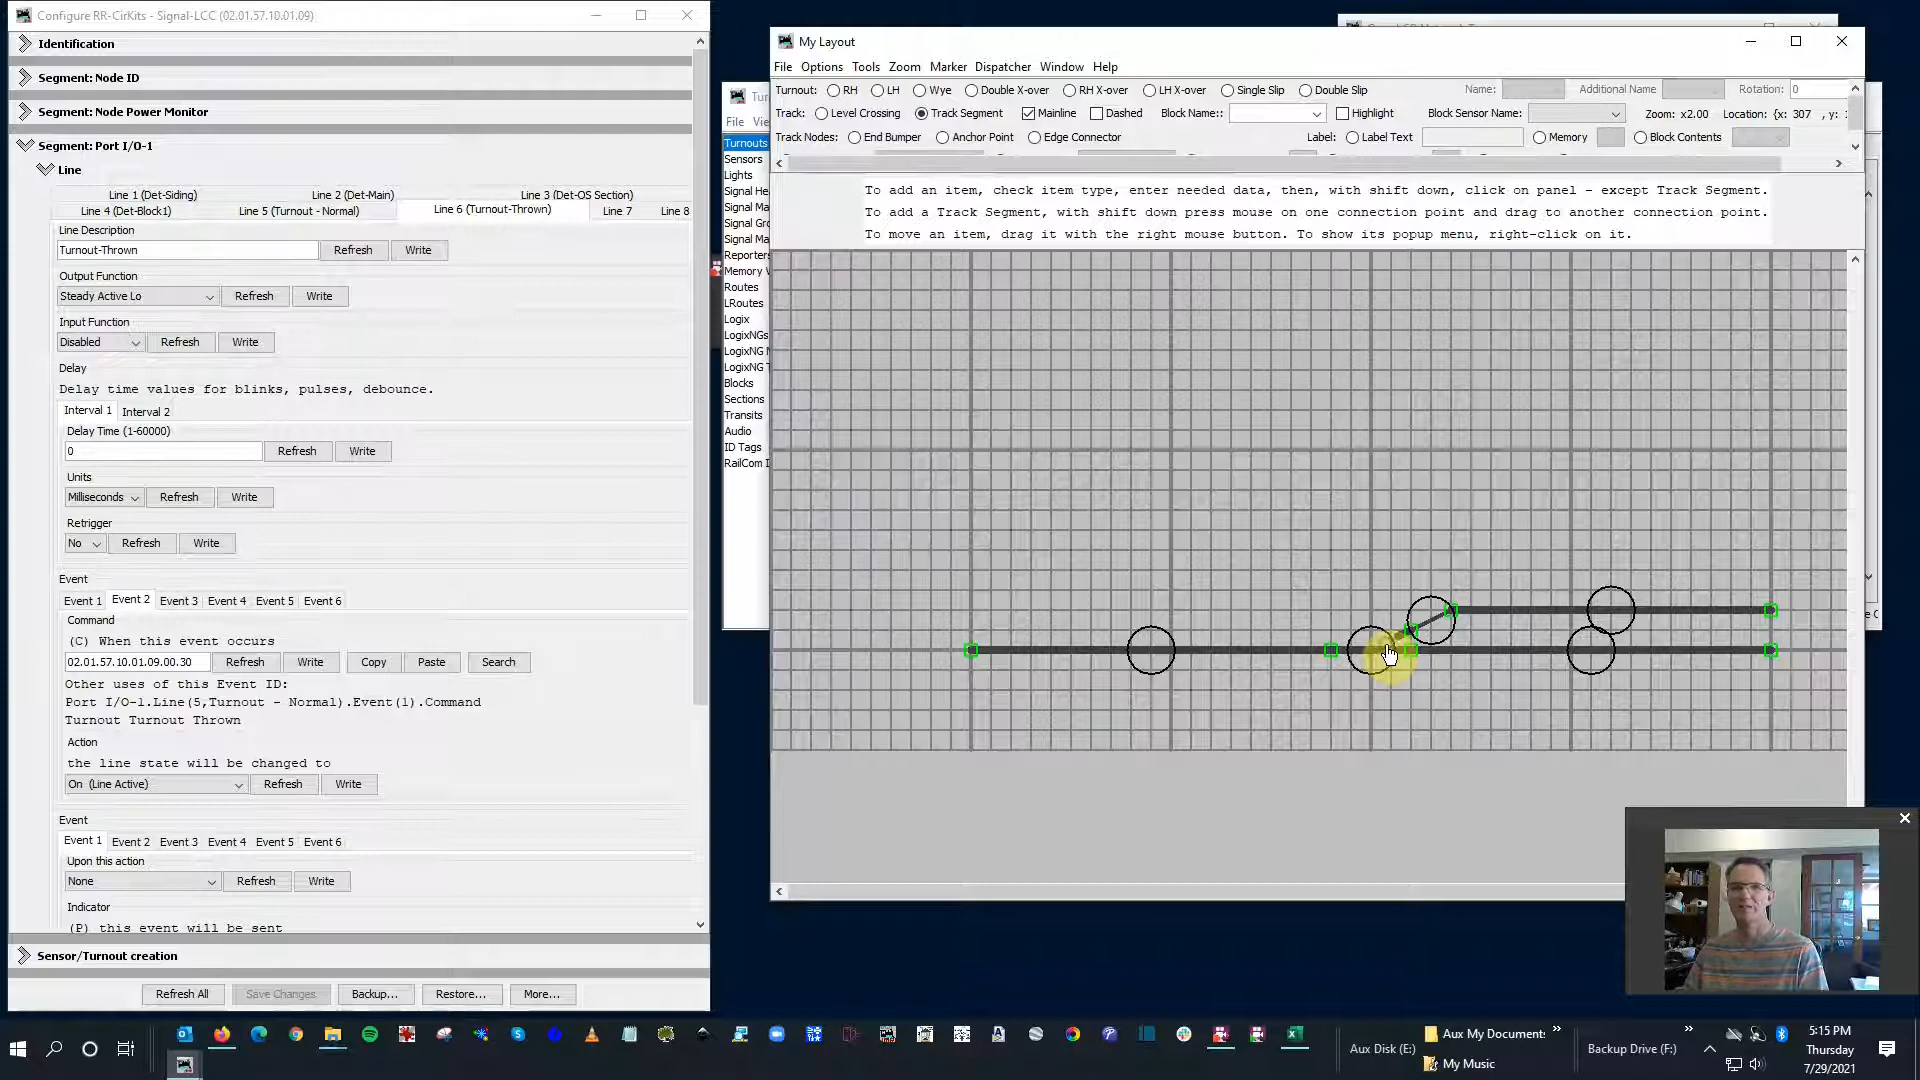 Configure RR-CirKits - Signal-LCC (02.01.57.10.01.09)
Identification
Segment: Node ID
Segment: Node Power Monitor
Segment: Port I/O-1
Line
Line 1 (Det-Siding)
Line 2 (Det-Main)
Line 3 (Det-OS Section)
Line 4 (Det-Block1)
Line 5 (Turnout - Normal)
Line 6 (Turnout-Thrown)
Line 7
Line 8
Line Description
Turnout-Thrown
Refresh
Write
Output Function
Steady Active Lo
Refresh
Write
Input Function
Disabled
Refresh
Write
Delay
Delay time values for blinks, pulses, debounce.
Interval 1
Interval 2
Delay Time (1-60000)
0
Refresh
Write
Units
Milliseconds
Refresh
Write
Retrigger
No
Refresh
Write
Event
Event 1
Event 2
Event 3
Event 4
Event 5
Event 6
Command
(C) When this event occurs
02.01.57.10.01.09.00.30
Refresh
Write
Copy
Paste
Search
Other uses of this Event ID:
Port I/O-1.Line(5,Turnout - Normal).Event(1).Command
Turnout Turnout Thrown
Action
the line state will be changed to
On (Line Active)
Refresh
Write
Event
Event 1
Event 2
Event 3
Event 4
Event 5
Event 6
Upon this action
None
Refresh
Write
Indicator
(P) this event will be sent
Sensor/Turnout creation
Refresh All
Save Changes
Backup...
Restore...
More...
Tur
File Vie
Turnouts
Sensors
Lights
Signal He
Signal Ma
Signal Gro
Signal Ma
Reporters
Memory V
Routes
LRoutes
Logix
LogixNGs
LogixNG M
LogixNG T
Blocks
Sections
Transits
Audio
ID Tags
RailCom I
My Layout
File Options Tools Zoom Marker Dispatcher Window Help
Turnout: RH LH Wye Double X-over RH X-over LH X-over Single Slip Double Slip Name: Additional Name Rotation: 0
Track: Level Crossing Track Segment Mainline Dashed Block Name:: Highlight Block Sensor Name: Zoom: x2.00 Location: {x: 307 , y:
Track Nodes: End Bumper Anchor Point Edge Connector Label: Label Text Memory Block Contents
To add an item, check item type, enter needed data, then, with shift down, click on panel - except Track Segment.
To add a Track Segment, with shift down press mouse on one connection point and drag to another connection point.
To move an item, drag it with the right mouse button. To show its popup menu, right-click on it.
Aux Disk (E:)
Aux My Document:
My Music
Backup Drive (F:)
5:15 PM
Thursday
7/29/2021